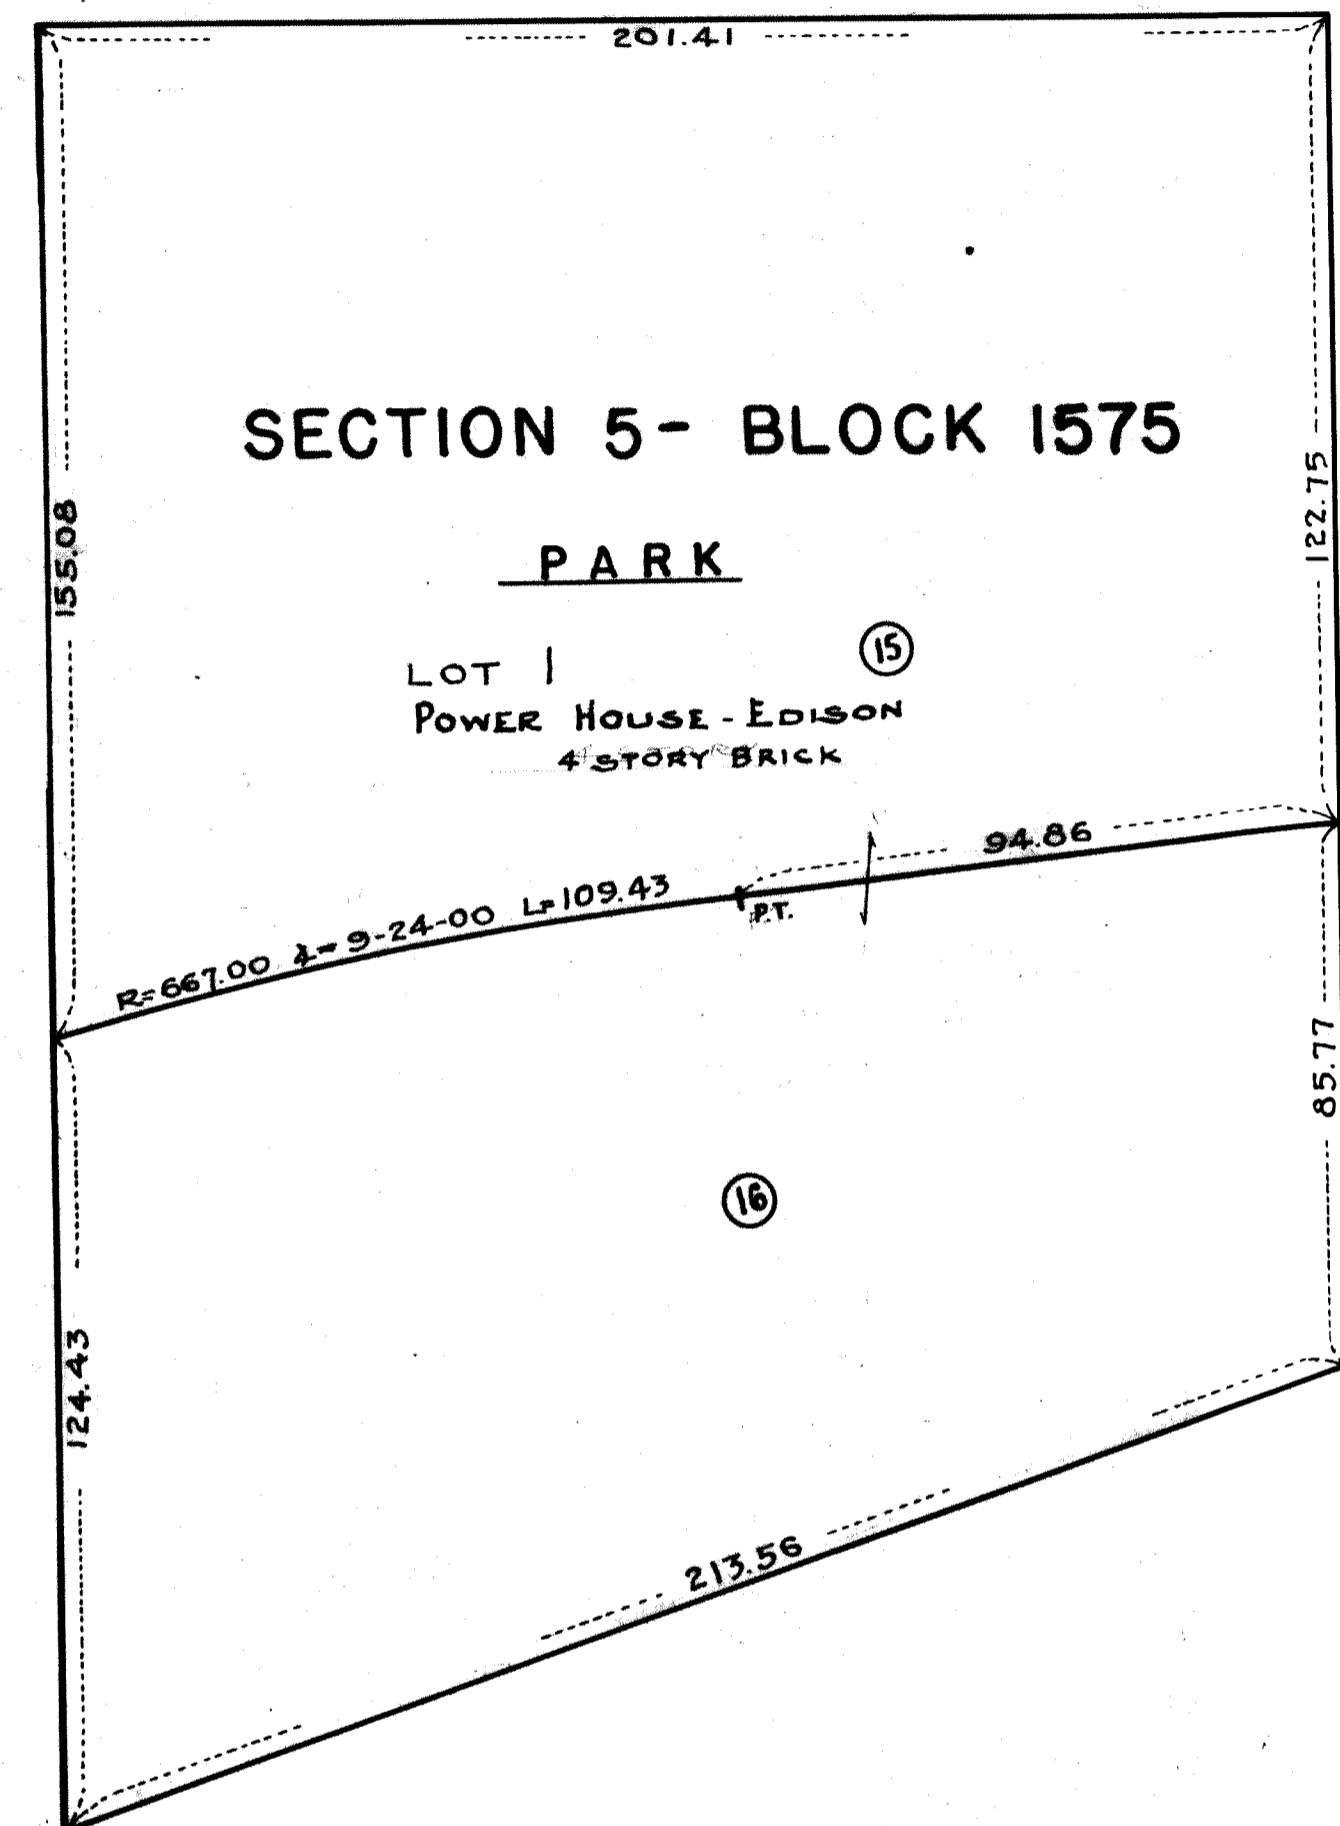 201.41
155.08
122.75
SECTION 5- BLOCK 1575
PARK
15
LOT 1
POWER HOUSE - EDISON
4 STORY BRICK
94.86
R=667.00 ∆=9-24-00 L=109.43
P.T.
85.77
16
124.43
213.56